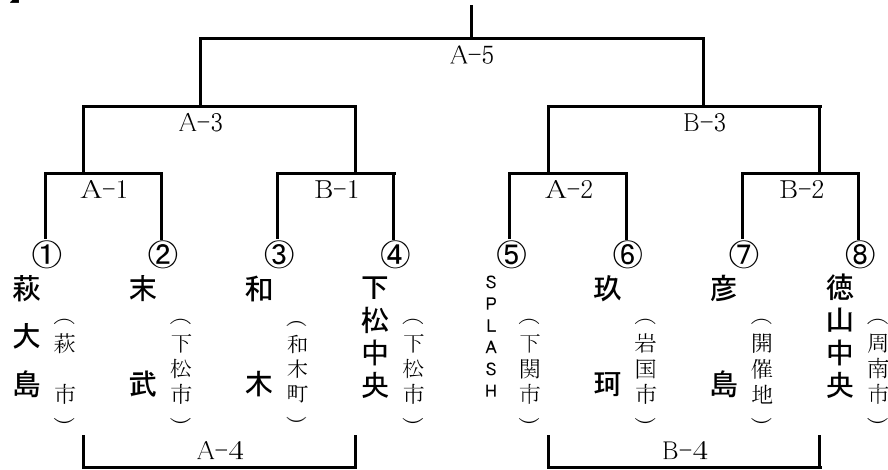 A-5
A-3
B-3
A-1
B-1
A-2
B-2
①
②
③
④
⑤
⑥
⑦
⑧
萩大島
(萩市)
末武
(下松市)
和木
(和木町)
下松中央
(下松市)
SPLASH
(下関市)
玖珂
(岩国市)
彦島
(開催地)
徳山中央
(周南市)
A-4
B-4